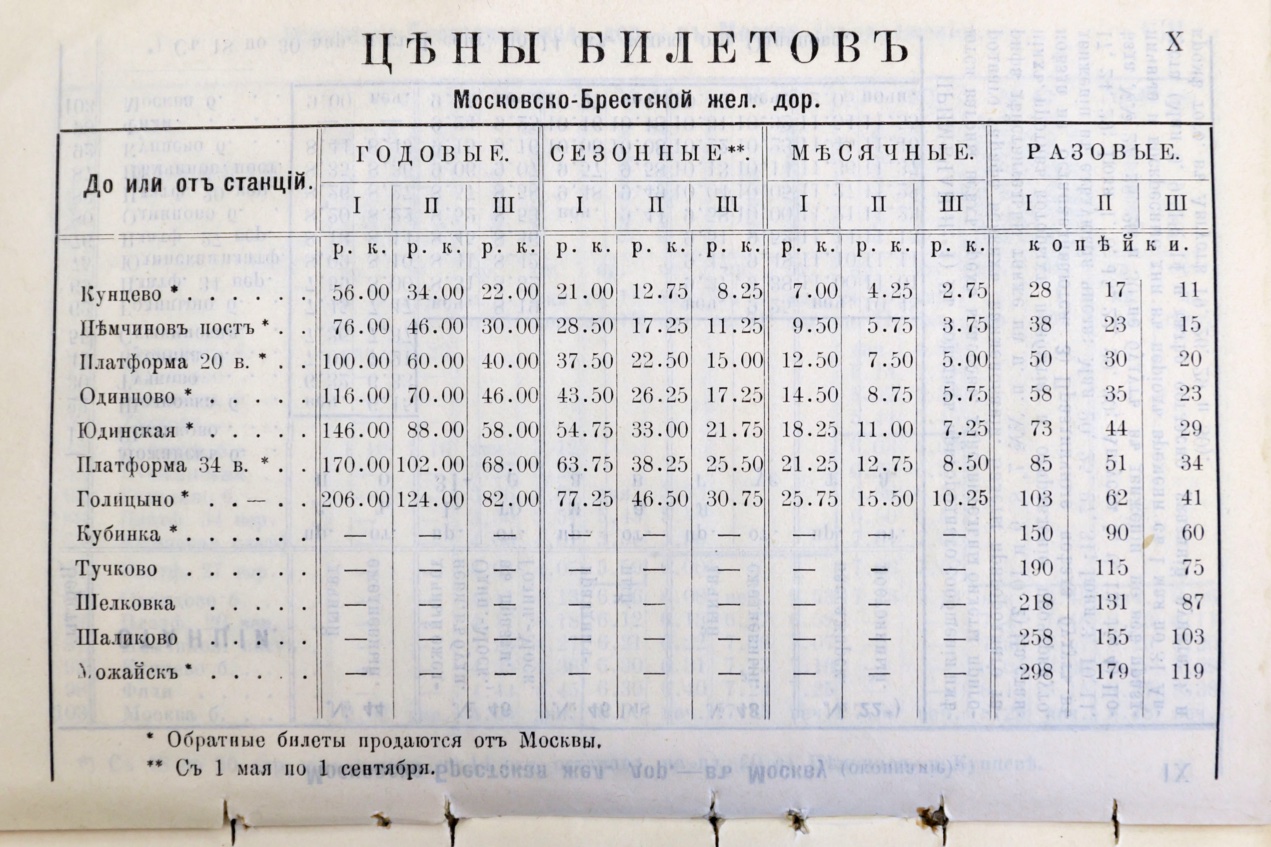 X
ЦѢНЫ БИЛЕТОВЪ
Московско-Брестской жел. дор.
До или отъ станцій. ГОДОВЫЕ. СЕЗОННЫЕ**. МѢСЯЧНЫЕ. РАЗОВЫЕ.
I II III I II III I II III I II III
р. к. р. к. р. к. р. к. р. к. р. к. р. к. р. к. р. к. копѣйки.
Кунцево * . . . . 56.00 34.00 22.00 21.00 12.75 8.25 7.00 4.25 2.75 28 17 11
Нѣмчиновъ постъ * . . 76.00 46.00 30.00 28.50 17.25 11.25 9.50 5.75 3.75 38 23 15
Платформа 20 в. * . . 100.00 60.00 40.00 37.50 22.50 15.00 12.50 7.50 5.00 50 30 20
Одинцово * . . . . 116.00 70.00 46.00 43.50 26.25 17.25 14.50 8.75 5.75 58 35 23
Юдинская * . . . . 146.00 88.00 58.00 54.75 33.00 21.75 18.25 11.00 7.25 73 44 29
Платформа 34 в. * . . 170.00 102.00 68.00 63.75 38.25 25.50 21.25 12.75 8.50 85 51 34
Голицыно * . . — . 206.00 124.00 82.00 77.25 46.50 30.75 25.75 15.50 10.25 103 62 41
Кубинка * . . . . . — — — — — — — — — 150 90 60
Тучково . . . . . — — — — — — — — — 190 115 75
Шелковка . . . . — — — — — — — — — 218 131 87
Шаликово . . . . — — — — — — — — — 258 155 103
Можайскъ * . . . . — — — — — — — — — 298 179 119
* Обратные билеты продаются отъ Москвы.
** Съ 1 мая по 1 сентября.